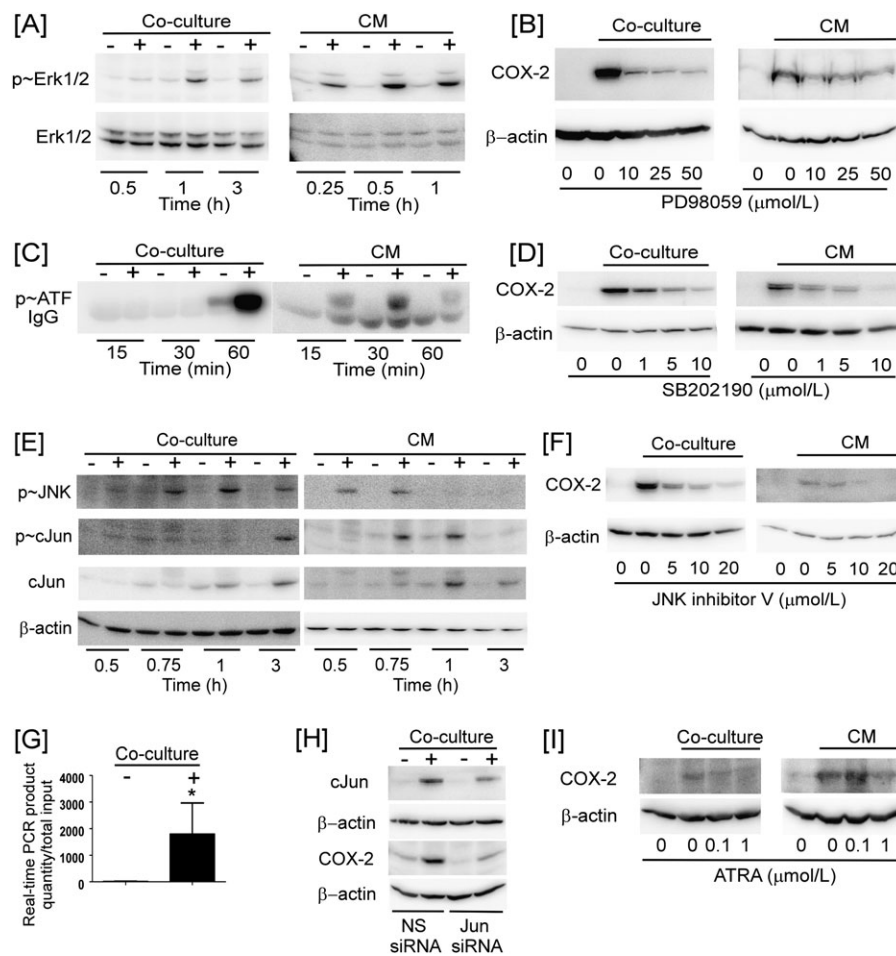 [A]
Co-culture
CM
- + - + - +
- + - + - +
p~Erk1/2
Erk1/2
0.5 1 3
0.25 0.5 1
Time (h)
Time (h)
[B]
Co-culture
CM
COX-2
β-actin
0 0 10 25 50
0 0 10 25 50
PD98059 (μmol/L)
[C]
Co-culture
CM
- + - + - +
- + - + - +
p~ATF
IgG
15 30 60
15 30 60
Time (min)
Time (min)
[D]
Co-culture
CM
COX-2
β-actin
0 0 1 5 10
0 0 1 5 10
SB202190 (μmol/L)
[E]
Co-culture
CM
- + - + - + - +
- + - + - + - +
p~JNK
p~cJun
cJun
β-actin
0.5 0.75 1 3
0.5 0.75 1 3
Time (h)
Time (h)
[F]
Co-culture
CM
COX-2
β-actin
0 0 5 10 20
0 0 5 10 20
JNK inhibitor V (μmol/L)
[G]
Co-culture
- +
*
Real-time PCR product
quantity/total input
4000
3000
2000
1000
0
[H]
Co-culture
- + - +
cJun
β-actin
COX-2
β-actin
NS Jun
siRNA siRNA
[I]
Co-culture
CM
COX-2
β-actin
0 0 0.1 1
0 0 0.1 1
ATRA (μmol/L)